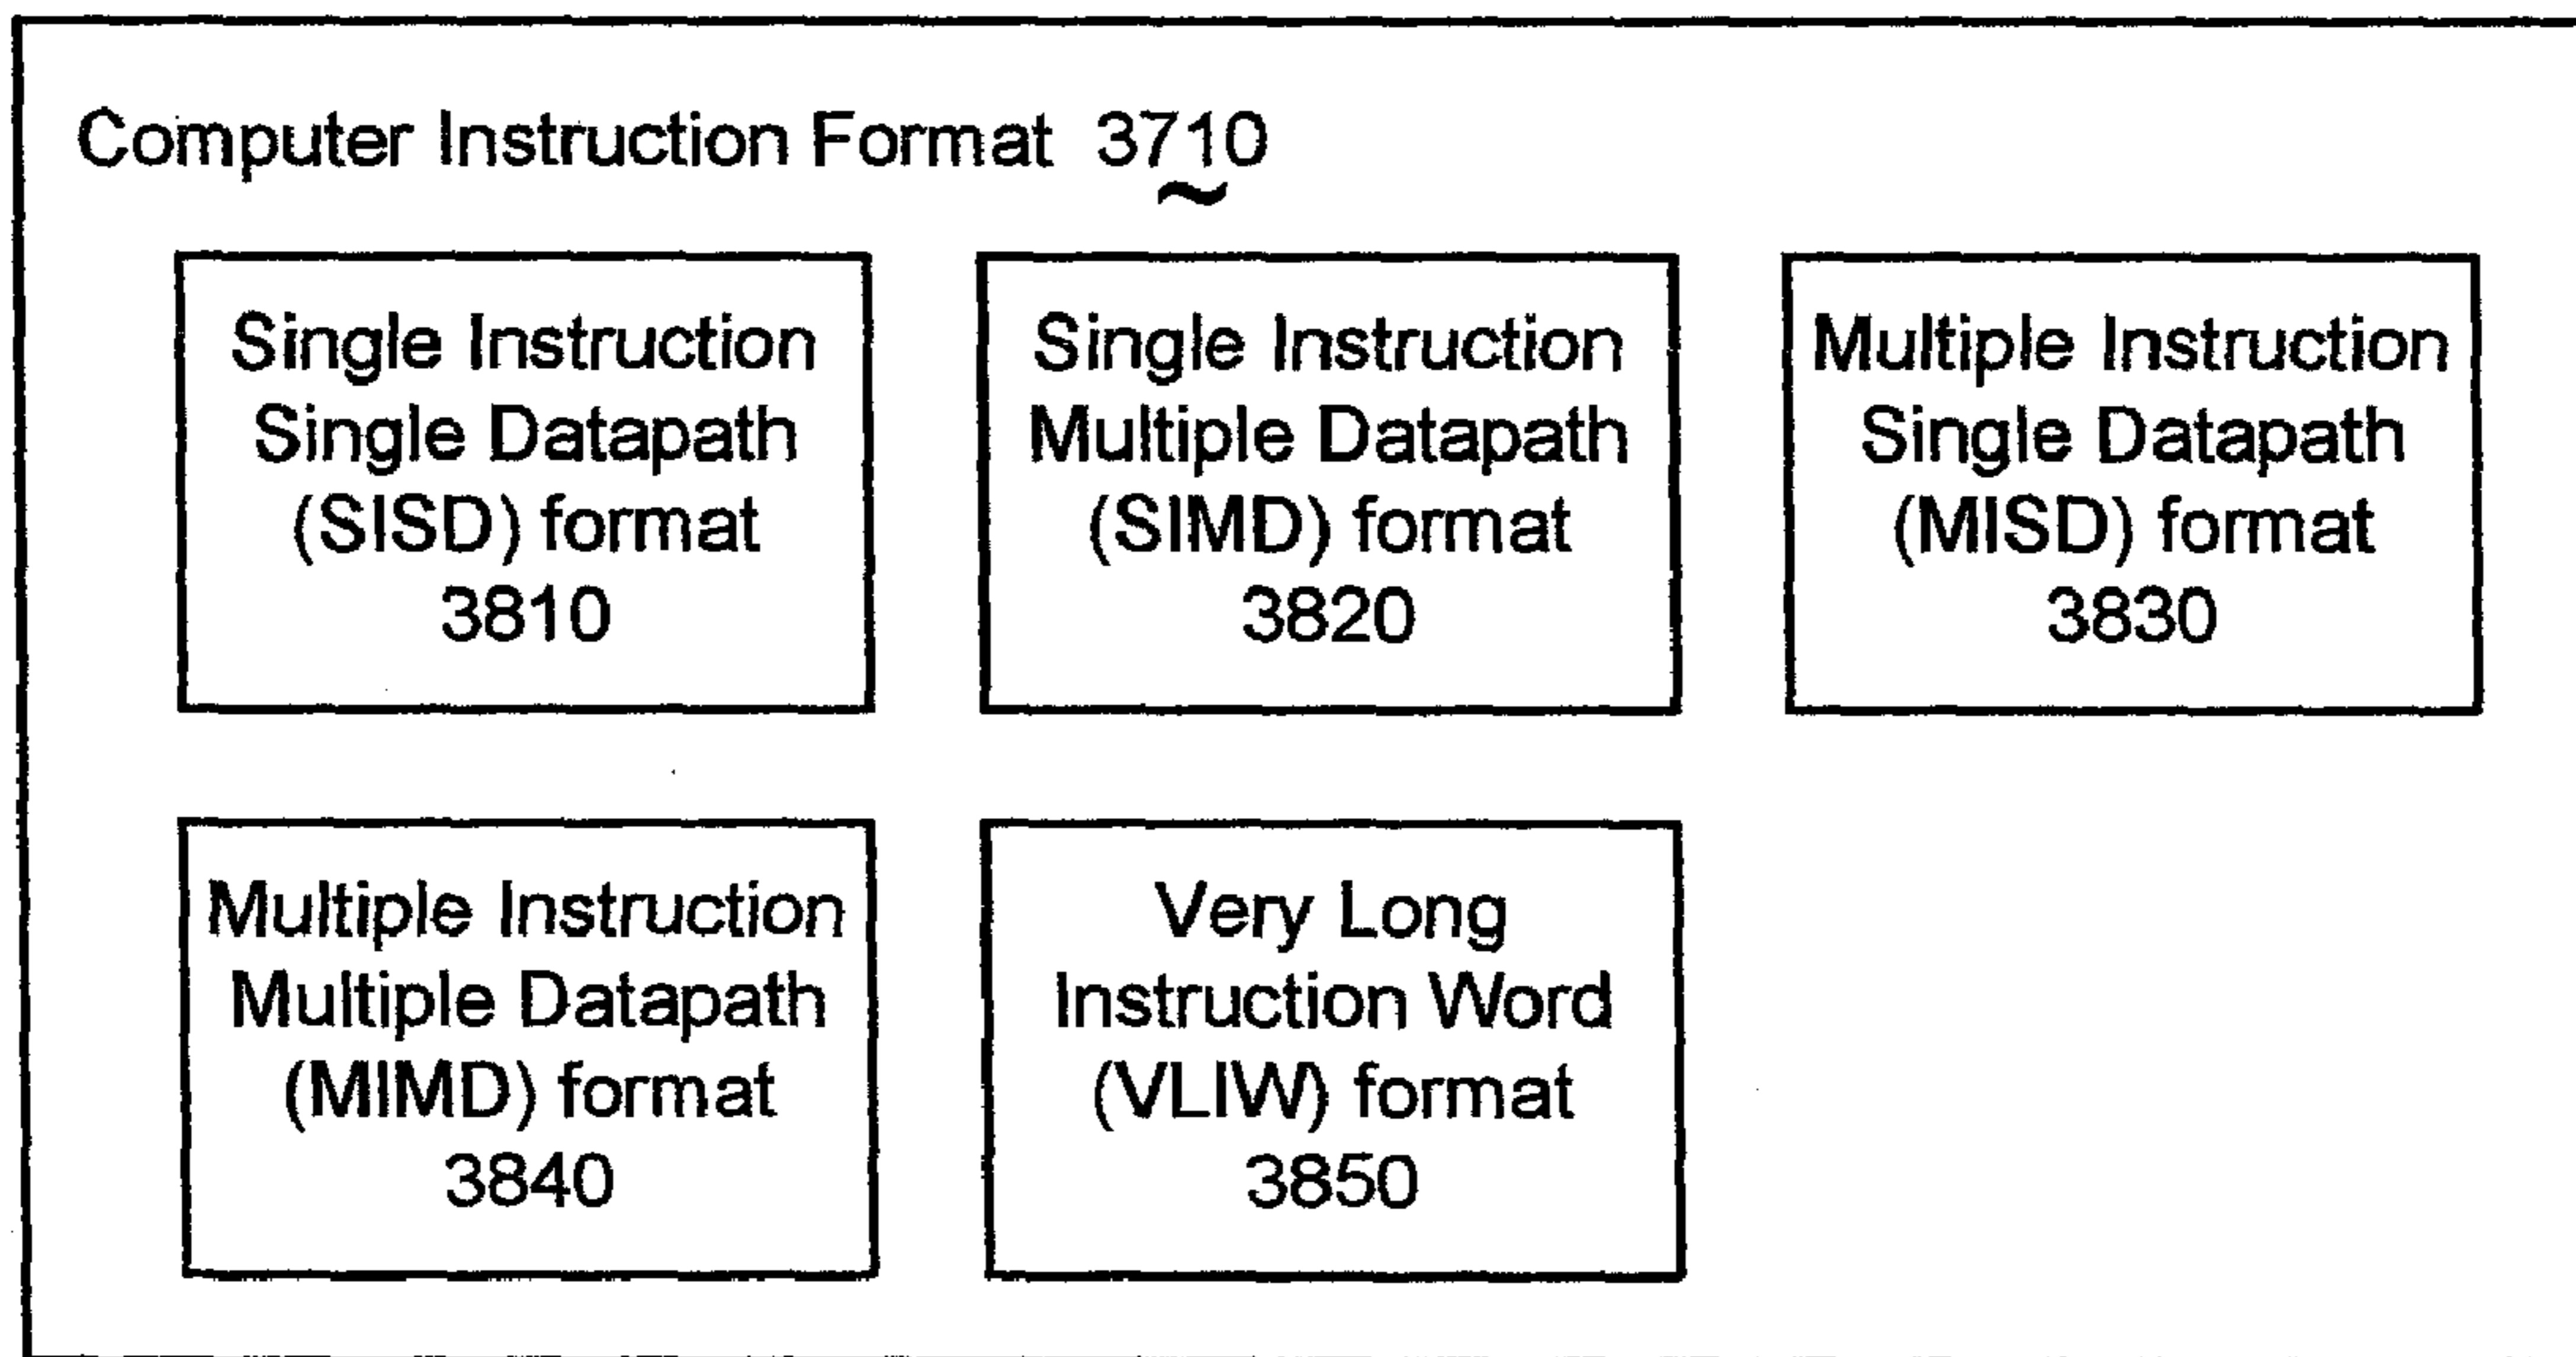 Computer Instruction Format 3710
Single Instruction
Single Datapath
(SISD) format
3810
Single Instruction
Multiple Datapath
(SIMD) format
3820
Multiple Instruction
Single Datapath
(MISD) format
3830
Multiple Instruction
Multiple Datapath
(MIMD) format
3840
Very Long
Instruction Word
(VLIW) format
3850